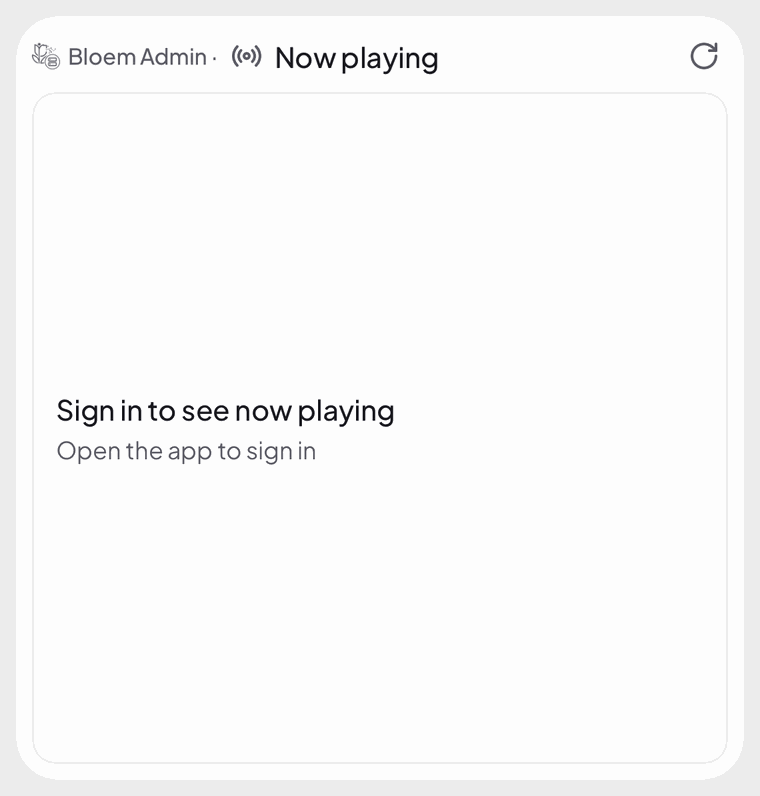 Bloem Admin · Now playing
Sign in to see now playing
Open the app to sign in